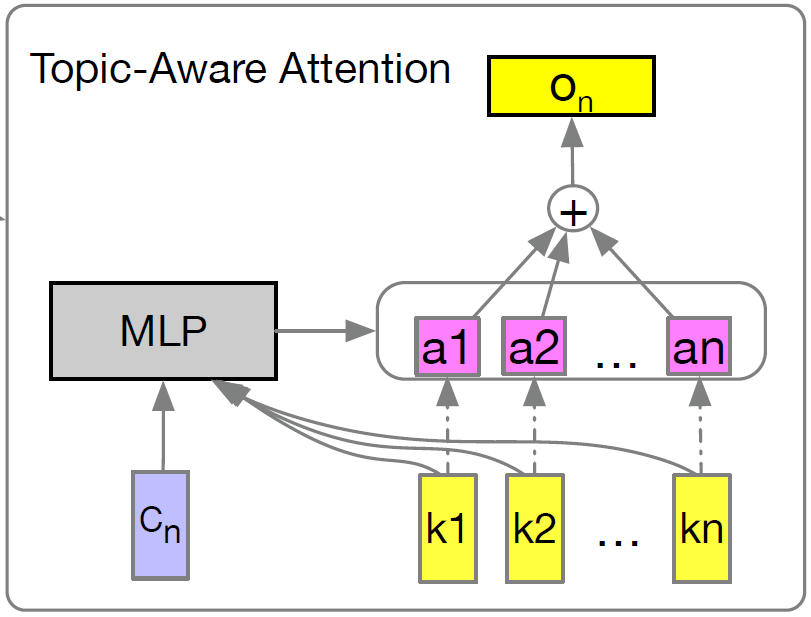 Topic-Aware Attention
on
+
MLP
a1 a2 ... an
cn
k1 k2 ... kn